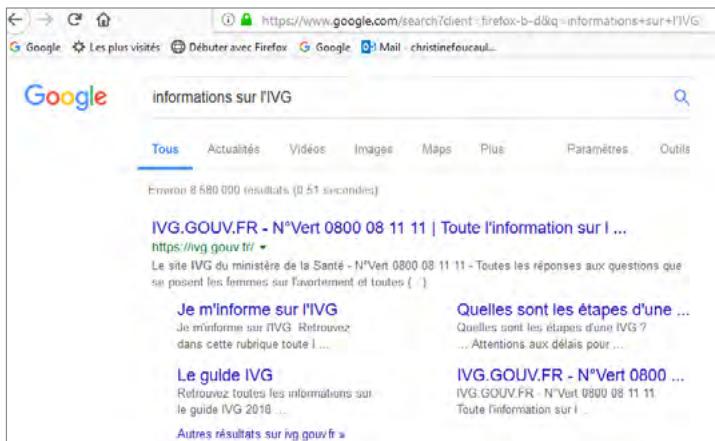 https://www.google.com/search?client=firefox-b-d&q=informations+sur+l'IVG
Google Les plus visités Débuter avec Firefox Google Mail - christinefoucaul...
Google informations sur l'IVG
Tous Actualités Vidéos Images Maps Plus Paramètres Outils
Environ 8 580 000 résultats (0,51 secondes)
IVG.GOUV.FR - N°Vert 0800 08 11 11 | Toute l'information sur l ...
https://ivg.gouv.fr/
Le site IVG du ministère de la Santé - N°Vert 0800 08 11 11 - Toutes les réponses aux questions que
se posent les femmes sur l'avortement et toutes (...)
Je m'informe sur l'IVG
Je m'informe sur l'IVG. Retrouvez
dans cette rubrique toute l ...
Quelles sont les étapes d'une ...
Quelles sont les étapes d'une IVG ?
... Attentions aux délais pour ...
Le guide IVG
Retrouvez toutes les informations sur
le guide IVG 2018 ...
IVG.GOUV.FR - N°Vert 0800 ...
IVG.GOUV.FR - N°Vert 0800 08 11 11
Toute l'information sur l ...
Autres résultats sur ivg.gouv.fr »